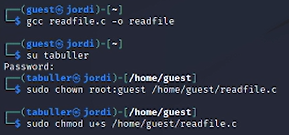 ┌──(guest㉿jordi)-[~]
└─$ gcc readfile.c -o readfile
┌──(guest㉿jordi)-[~]
└─$ su tabuller
Password:
┌──(tabuller㉿jordi)-[/home/guest]
└─$ sudo chown root:guest /home/guest/readfile.c
┌──(tabuller㉿jordi)-[/home/guest]
└─$ sudo chmod u+s /home/guest/readfile.c